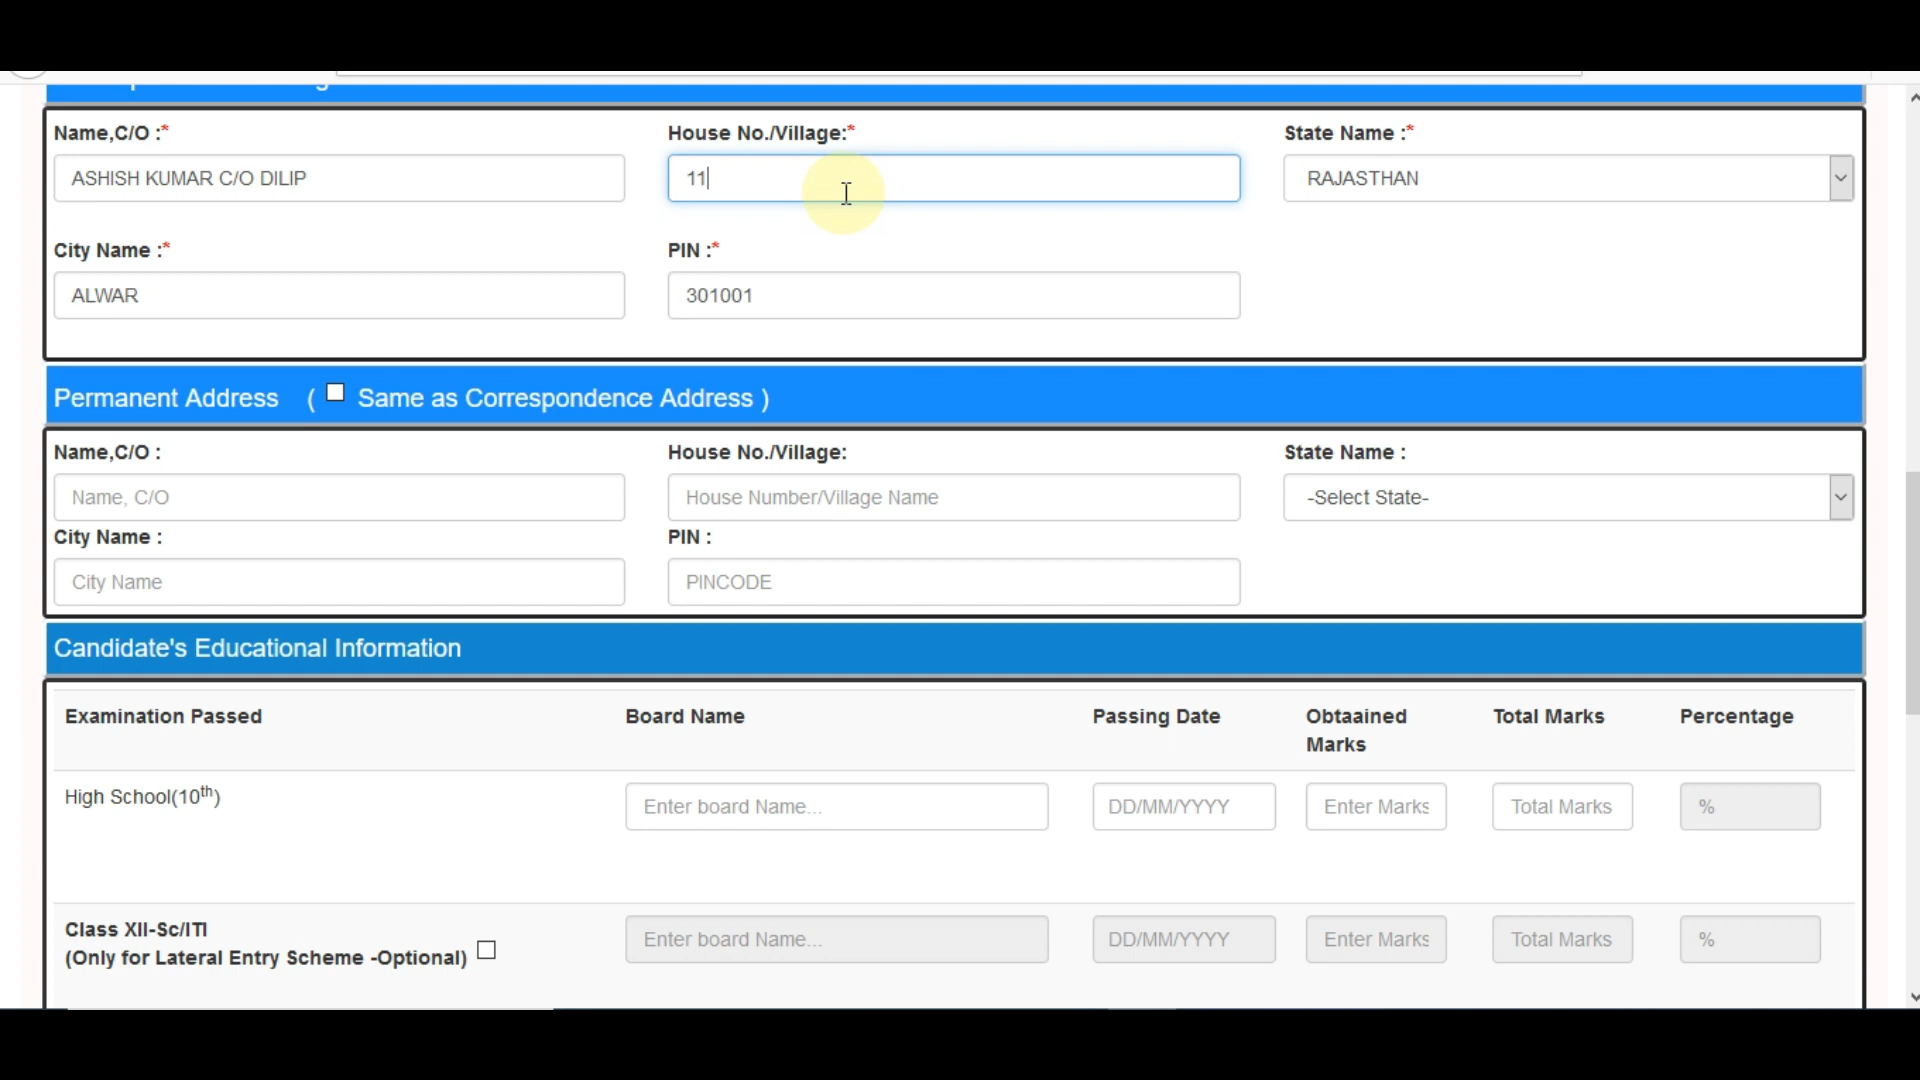 Name,C/O :* House No./Village:* State Name :*
ASHISH KUMAR C/O DILIP 11 RAJASTHAN
City Name :* PIN :*
ALWAR 301001
Permanent Address ( Same as Correspondence Address )
Name,C/O : House No./Village: State Name :
Name, C/O House Number/Village Name -Select State-
City Name : PIN :
City Name PINCODE
Candidate's Educational Information
Examination Passed Board Name Passing Date Obtaained Marks Total Marks Percentage
High School(10th) Enter board Name... DD/MM/YYYY Enter Marks Total Marks %
Class XII-Sc/ITI
(Only for Lateral Entry Scheme -Optional) Enter board Name... DD/MM/YYYY Enter Marks Total Marks %